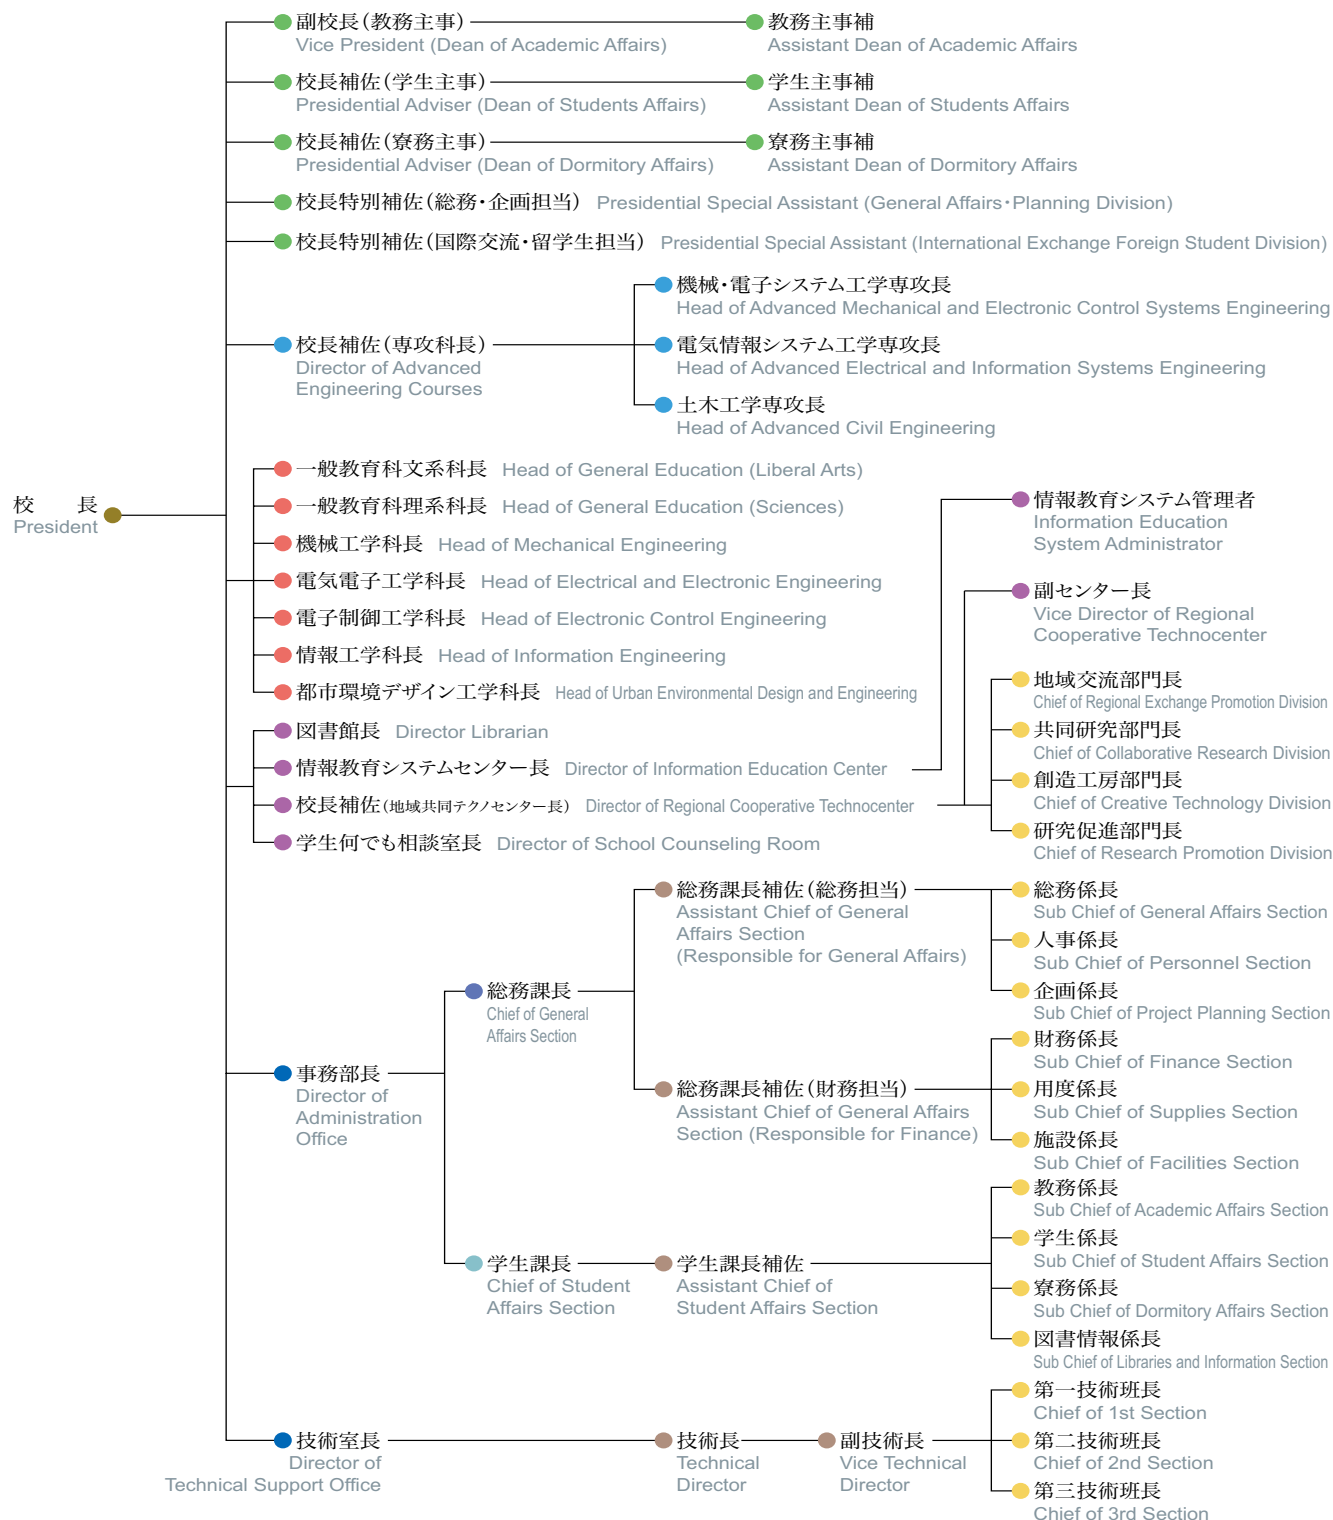 副校長(教務主事)
Vice President (Dean of Academic Affairs)
教務主事補
Assistant Dean of Academic Affairs
校長補佐(学生主事)
Presidential Adviser (Dean of Students Affairs)
学生主事補
Assistant Dean of Students Affairs
校長補佐(寮務主事)
Presidential Adviser (Dean of Dormitory Affairs)
寮務主事補
Assistant Dean of Dormitory Affairs
校長特別補佐(総務・企画担当) Presidential Special Assistant (General Affairs・Planning Division)
校長特別補佐(国際交流・留学生担当) Presidential Special Assistant (International Exchange Foreign Student Division)
校長補佐(専攻科長)
Director of Advanced
Engineering Courses
機械・電子システム工学専攻長
Head of Advanced Mechanical and Electronic Control Systems Engineering
電気情報システム工学専攻長
Head of Advanced Electrical and Information Systems Engineering
土木工学専攻長
Head of Advanced Civil Engineering
校 長
President
一般教育科文系科長 Head of General Education (Liberal Arts)
一般教育科理系科長 Head of General Education (Sciences)
機械工学科長 Head of Mechanical Engineering
電気電子工学科長 Head of Electrical and Electronic Engineering
電子制御工学科長 Head of Electronic Control Engineering
情報工学科長 Head of Information Engineering
都市環境デザイン工学科長 Head of Urban Environmental Design and Engineering
図書館長 Director Librarian
情報教育システムセンター長 Director of Information Education Center
校長補佐(地域共同テクノセンター長) Director of Regional Cooperative Technocenter
学生何でも相談室長 Director of School Counseling Room
情報教育システム管理者
Information Education
System Administrator
副センター長
Vice Director of Regional
Cooperative Technocenter
地域交流部門長
Chief of Regional Exchange Promotion Division
共同研究部門長
Chief of Collaborative Research Division
創造工房部門長
Chief of Creative Technology Division
研究促進部門長
Chief of Research Promotion Division
事務部長
Director of
Administration
Office
総務課長
Chief of General
Affairs Section
総務課長補佐(総務担当)
Assistant Chief of General
Affairs Section
(Responsible for General Affairs)
総務係長
Sub Chief of General Affairs Section
人事係長
Sub Chief of Personnel Section
企画係長
Sub Chief of Project Planning Section
総務課長補佐(財務担当)
Assistant Chief of General Affairs
Section (Responsible for Finance)
財務係長
Sub Chief of Finance Section
用度係長
Sub Chief of Supplies Section
施設係長
Sub Chief of Facilities Section
学生課長
Chief of Student
Affairs Section
学生課長補佐
Assistant Chief of
Student Affairs Section
教務係長
Sub Chief of Academic Affairs Section
学生係長
Sub Chief of Student Affairs Section
寮務係長
Sub Chief of Dormitory Affairs Section
図書情報係長
Sub Chief of Libraries and Information Section
技術室長
Director of
Technical Support Office
技術長
Technical
Director
副技術長
Vice Technical
Director
第一技術班長
Chief of 1st Section
第二技術班長
Chief of 2nd Section
第三技術班長
Chief of 3rd Section